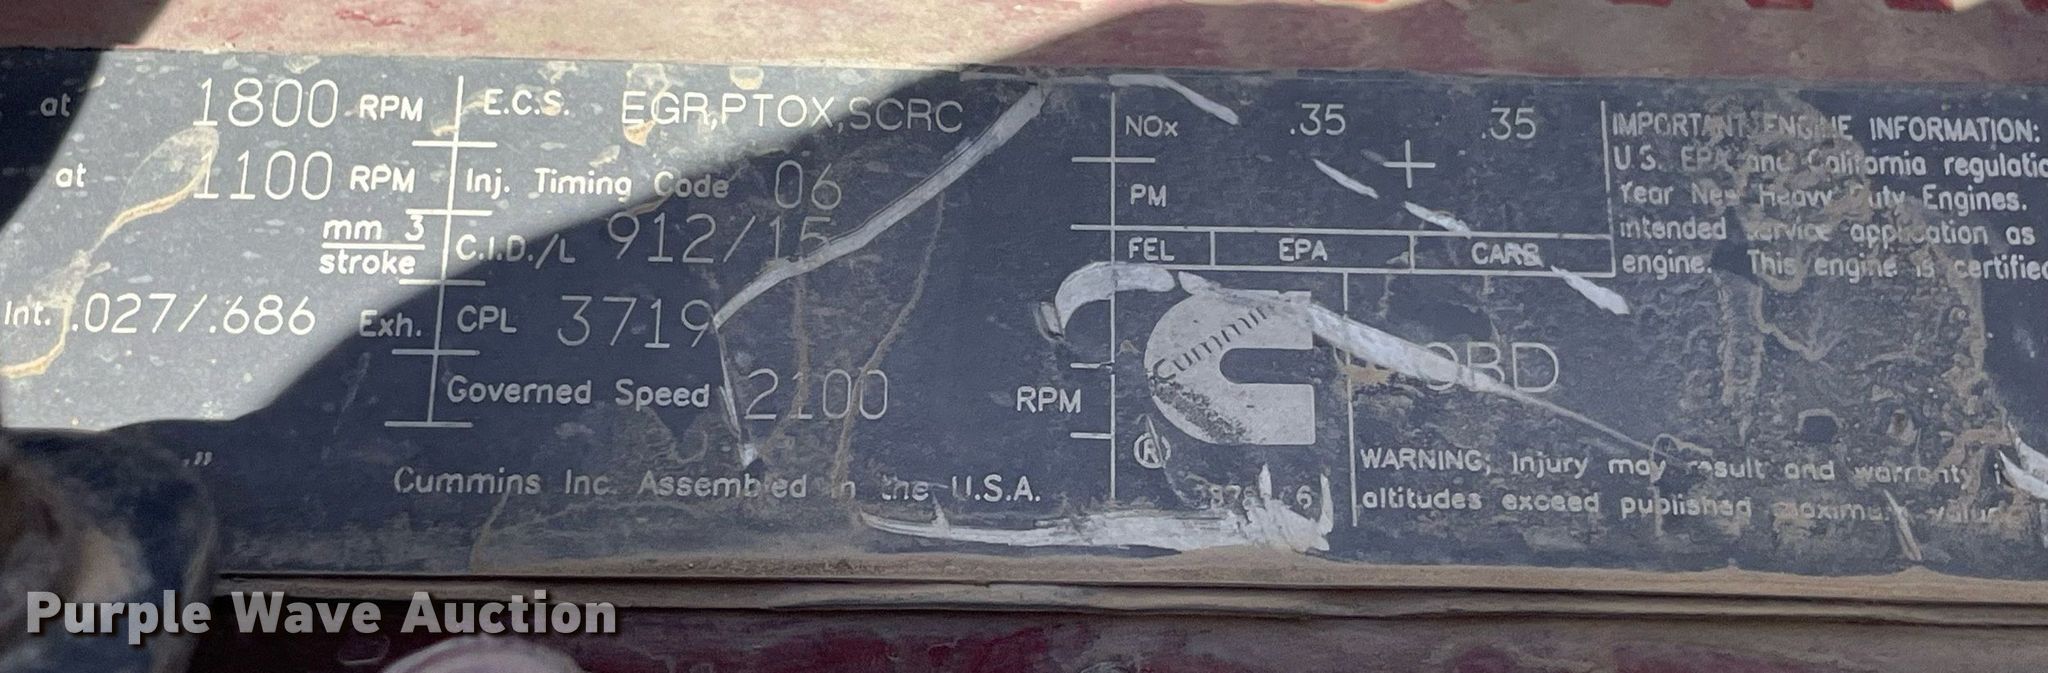 at 1800 RPM
at 1100 RPM
mm 3
stroke
Int. .027/.686 Exh.
,"
E.C.S. EGR,PTOX,SCRC
Inj. Timing Code 06
C.I.D./L 912/15
CPL 3719
Governed Speed 2100 RPM
Cummins Inc. Assembled in the U.S.A.
NOx .35 .35
PM
FEL EPA CARB
Cummins
®
OBD
IMPORTANT ENGINE INFORMATION:
U.S. EPA and California regulatio
Year New Heavy Duty Engines.
intended service application as
engine. This engine is certified
WARNING; Injury may result and warranty i
altitudes exceed published maximum values
Purple Wave Auction